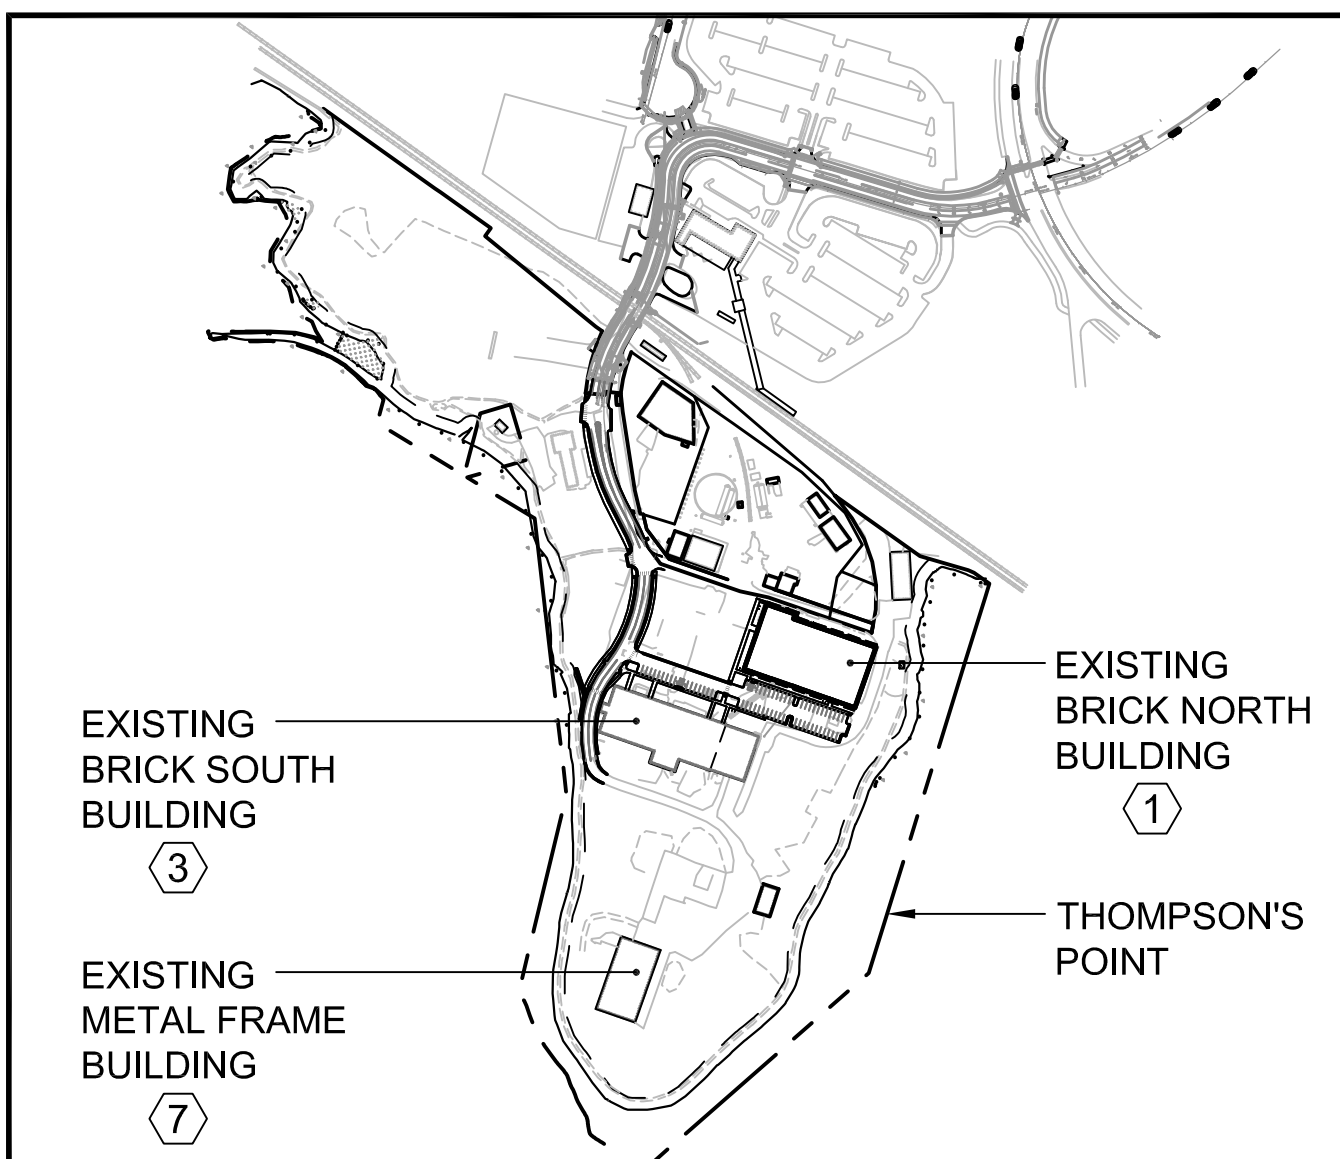 EXISTING
BRICK NORTH
BUILDING
1
EXISTING
BRICK SOUTH
BUILDING
3
THOMPSON'S
POINT
EXISTING
METAL FRAME
BUILDING
7